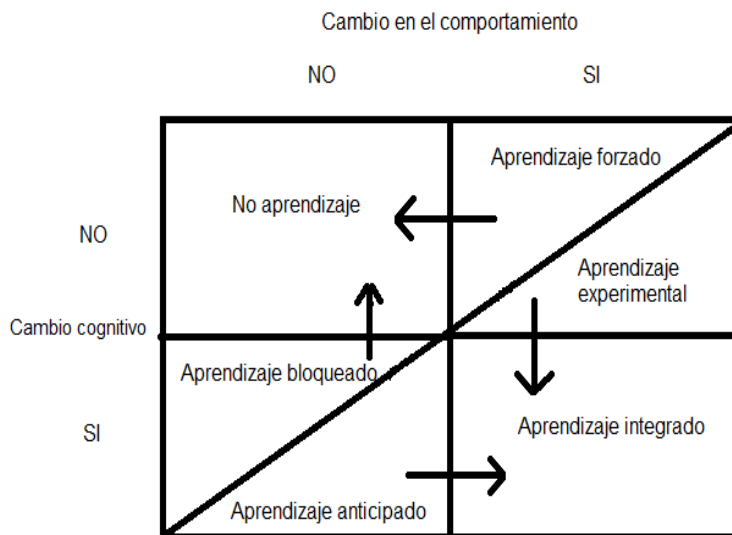 Cambio en el comportamiento
NO SI
Aprendizaje forzado
No aprendizaje
NO
Aprendizaje
experimental
Cambio cognitivo
Aprendizaje bloqueado
SI
Aprendizaje integrado
Aprendizaje anticipado